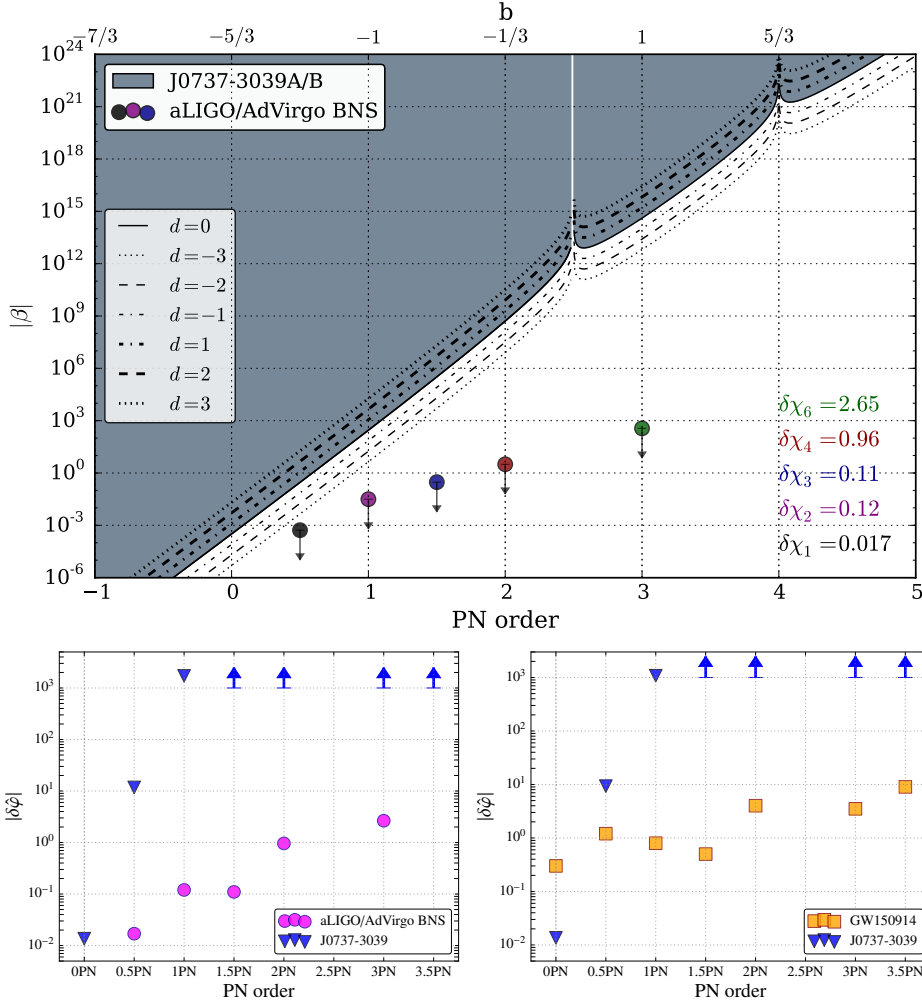 b
−7/3 −5/3 −1 −1/3 1 5/3
10^24
10^21
10^18
10^15
10^12
10^9
10^6
10^3
10^0
10^-3
10^-6
|β|
J0737-3039A/B
aLIGO/AdVirgo BNS
d=0
d=−3
d=−2
d=−1
d=1
d=2
d=3
δχ_6 =2.65
δχ_4 =0.96
δχ_3 =0.11
δχ_2 =0.12
δχ_1 =0.017
−1 0 1 2 3 4 5
PN order
10^3
10^2
10^1
10^0
10^−1
10^−2
|δφ̂|
aLIGO/AdVirgo BNS
J0737-3039
0PN 0.5PN 1PN 1.5PN 2PN 2.5PN 3PN 3.5PN
PN order
10^3
10^2
10^1
10^0
10^−1
10^−2
|δφ̂|
GW150914
J0737-3039
0PN 0.5PN 1PN 1.5PN 2PN 2.5PN 3PN 3.5PN
PN order